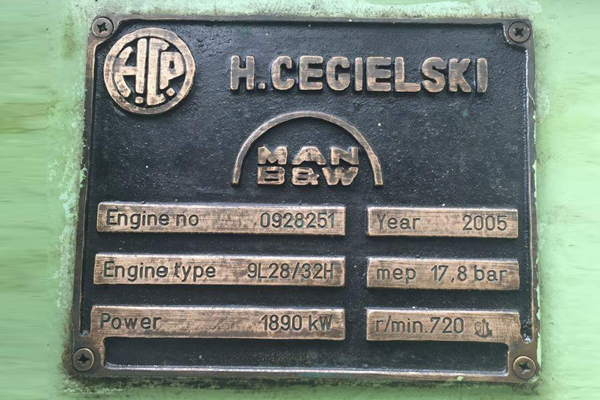 H.C.P.
H.CEGIELSKI
MAN
B&W
Engine no 0928251
Year 2005
Engine type 9L28/32H
mep 17,8 bar
Power 1890 kW
r/min. 720